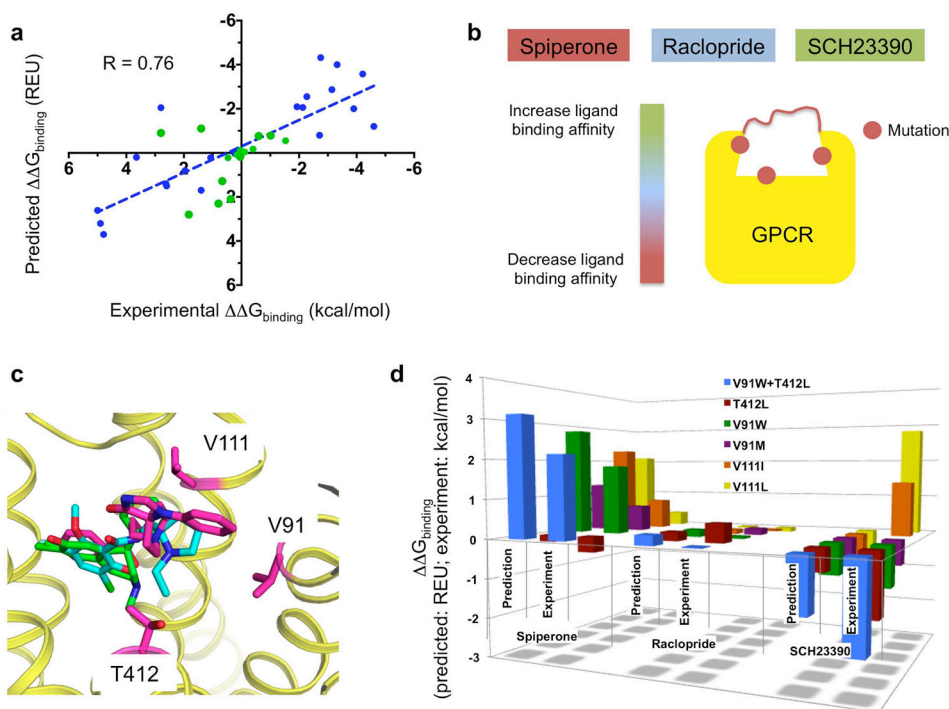 a
R = 0.76
-6
-4
-2
6
4
2
0
-2
-4
-6
2
4
6
Predicted ΔΔGbinding (REU)
Experimental ΔΔGbinding (kcal/mol)
b
Spiperone
Raclopride
SCH23390
Increase ligand
binding affinity
Decrease ligand
binding affinity
Mutation
GPCR
c
V111
V91
T412
d
ΔΔGbinding
(predicted: REU; experiment: kcal/mol)
4
3
2
1
0
-1
-2
-3
V91W+T412L
T412L
V91W
V91M
V111I
V111L
Prediction
Experiment
Prediction
Experiment
Prediction
Experiment
Spiperone
Raclopride
SCH23390